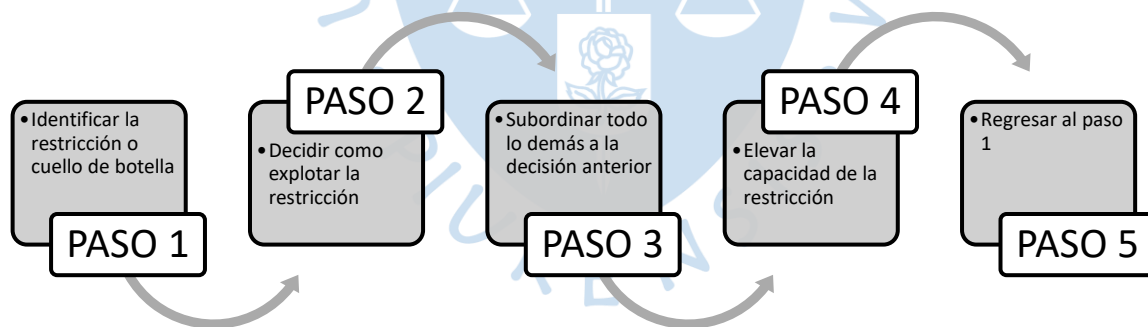 •Identificar la
restricción o
cuello de botella
PASO 1
PASO 2
•Decidir como
explotar la
restricción
•Subordinar todo
lo demás a la
decisión anterior
PASO 3
PASO 4
•Elevar la
capacidad de la
restricción
•Regresar al paso
1
PASO 5